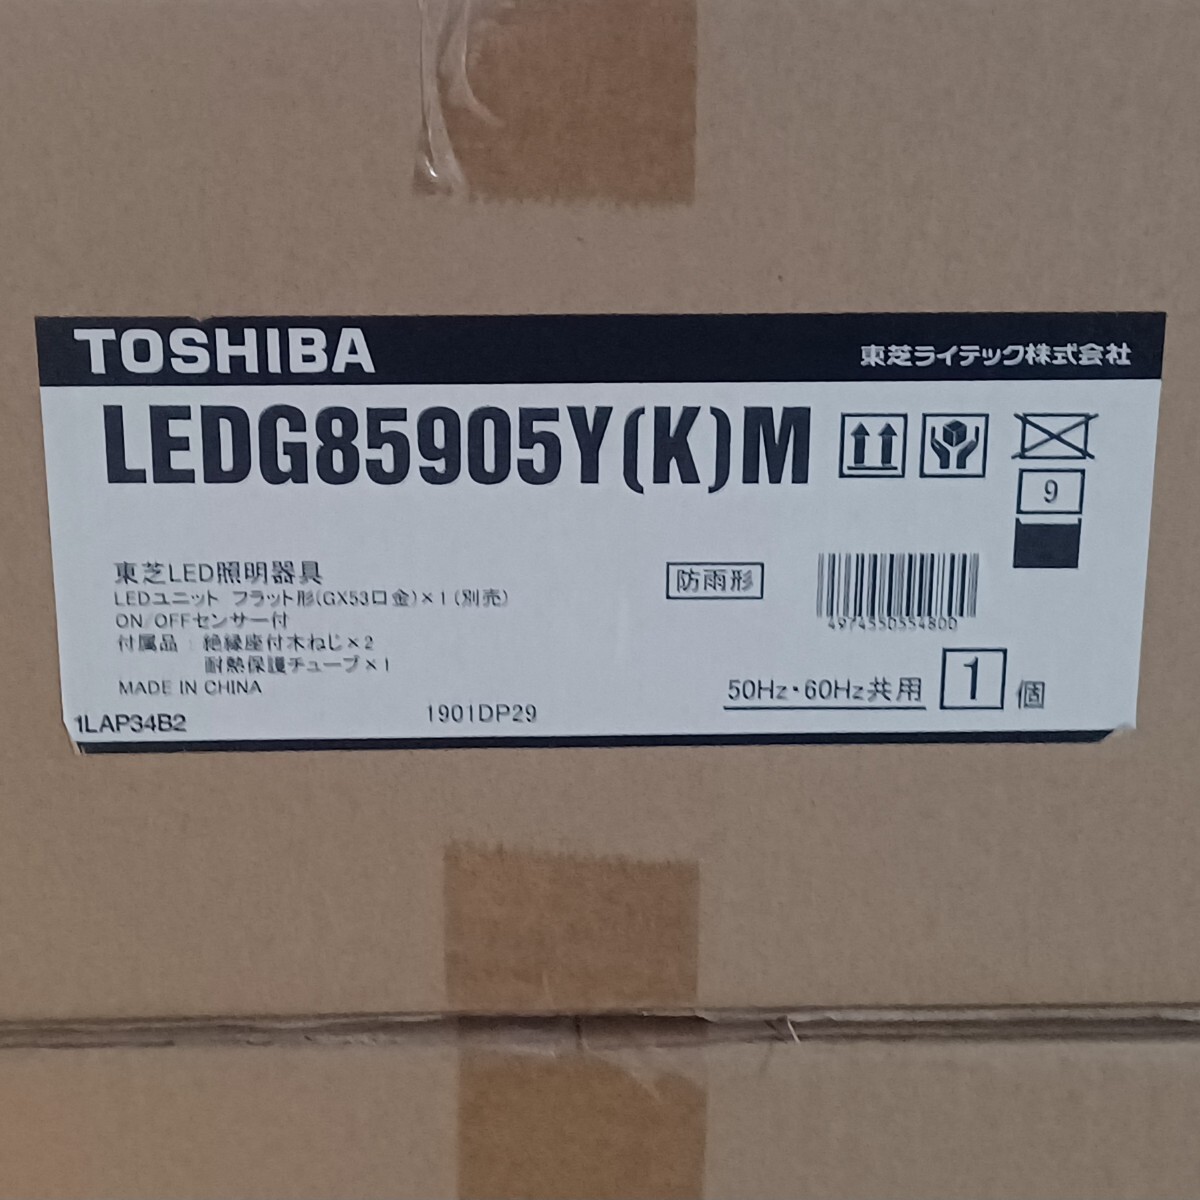 TOSHIBA
東芝ライテック株式会社
LEDG85905Y(K)M
9
東芝LED照明器具
LEDユニット フラット形(GX53口金)×1(別売)
ON/OFFセンサー付
付属品:絶縁座付木ねじ×2
耐熱保護チューブ×1
MADE IN CHINA
防雨形
4974550554800
50Hz・60Hz共用
1個
1LAP34B2
1901DP29